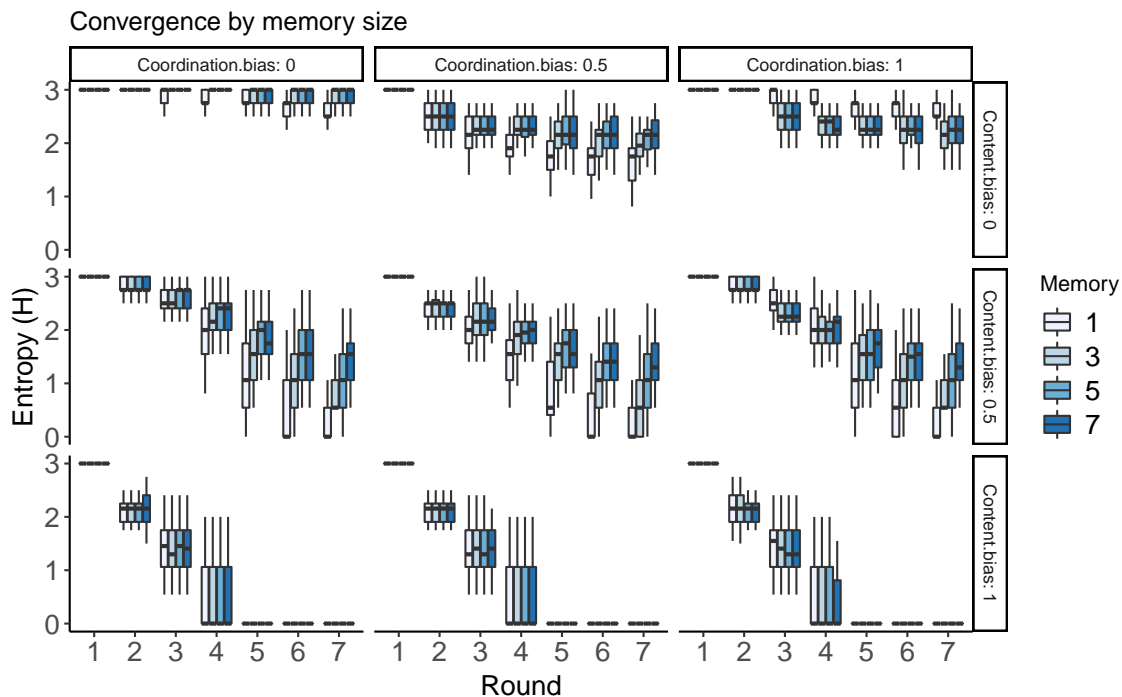 Convergence by memory size
Coordination.bias: 0
Coordination.bias: 0.5
Coordination.bias: 1
3
2
1
0
Content.bias: 0
3
2
1
0
Content.bias: 0.5
3
2
1
0
Content.bias: 1
Entropy (H)
1 2 3 4 5 6 7
1 2 3 4 5 6 7
1 2 3 4 5 6 7
Round
Memory
1
3
5
7